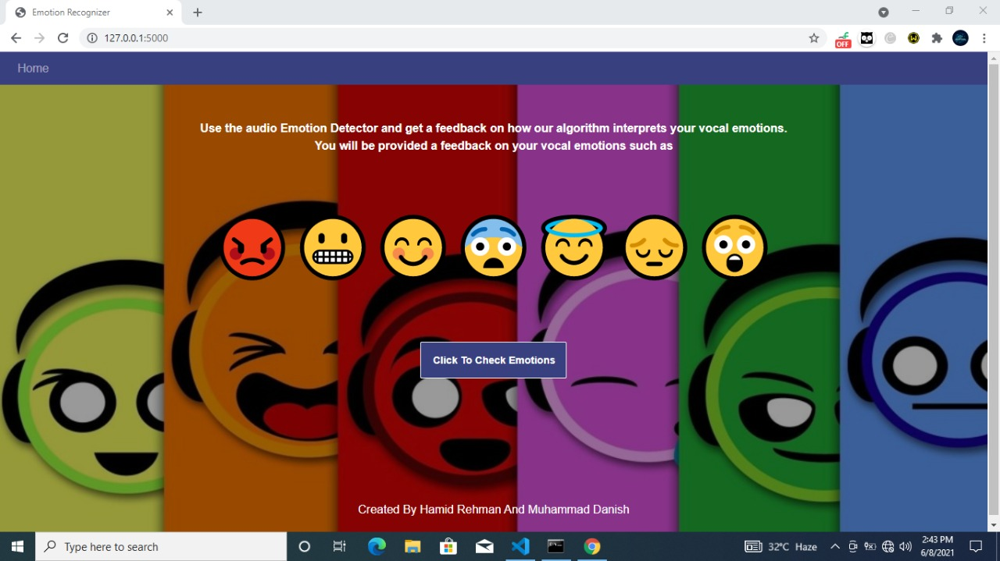 Emotion Recognizer
127.0.0.1:5000
OFF
Home
Use the audio Emotion Detector and get a feedback on how our algorithm interprets your vocal emotions.
You will be provided a feedback on your vocal emotions such as
Click To Check Emotions
Created By Hamid Rehman And Muhammad Danish
Type here to search
32°C Haze
2:43 PM
6/8/2021